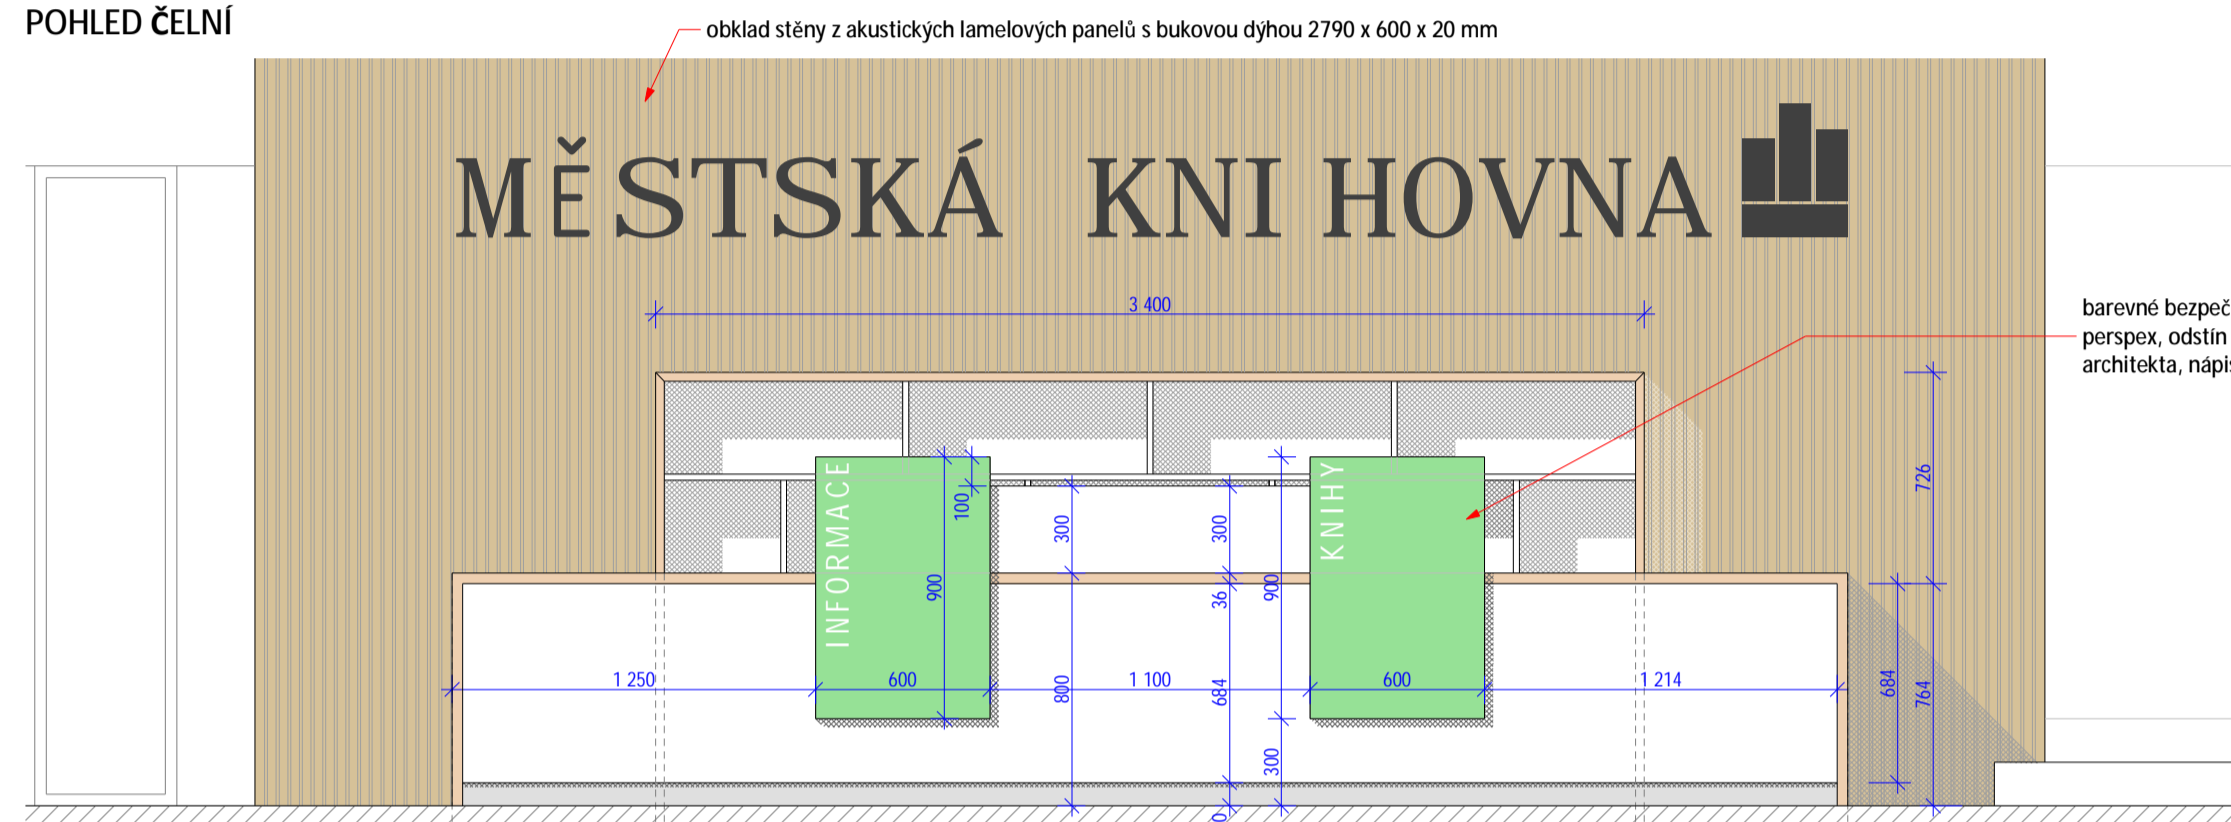 POHLED ČELNÍ
obklad stěny z akustických lamelových panelů s bukovou dýhou 2790 x 600 x 20 mm
MĚSTSKÁ KNI HOVNA
3 400
barevné bezpeč
perspex, odstín
architekta, nápis
INFORMACE
KNIHY
100
300
300
726
900
36
900
1 250
600
1 100
600
1 214
800
684
684
764
300
0